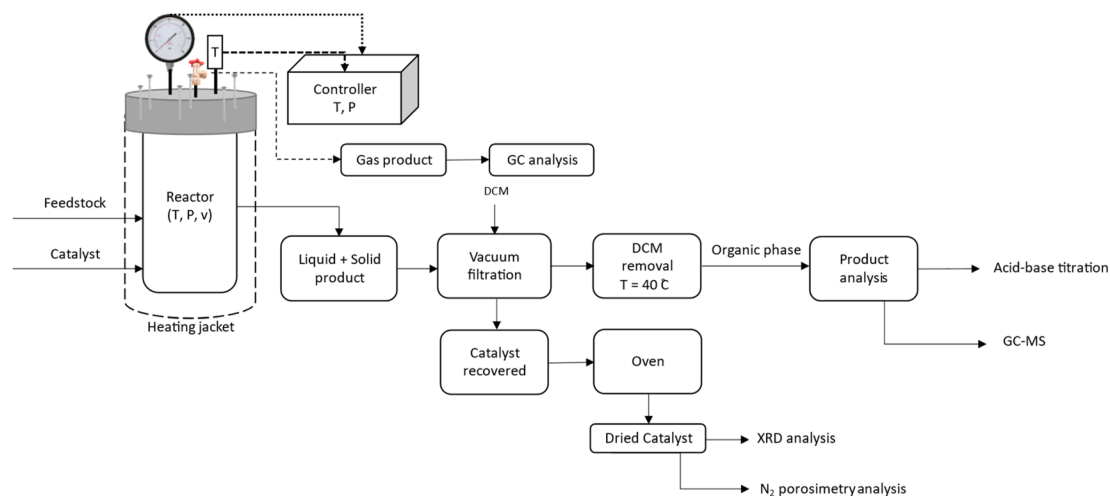 T
Controller
T, P
Gas product
GC analysis
DCM
Feedstock
Reactor
(T, P, v)
Catalyst
Liquid + Solid
product
Vacuum
filtration
DCM
removal
T = 40 ℃
Organic phase
Product
analysis
Acid-base titration
Heating jacket
GC-MS
Catalyst
recovered
Oven
Dried Catalyst
XRD analysis
N₂ porosimetry analysis